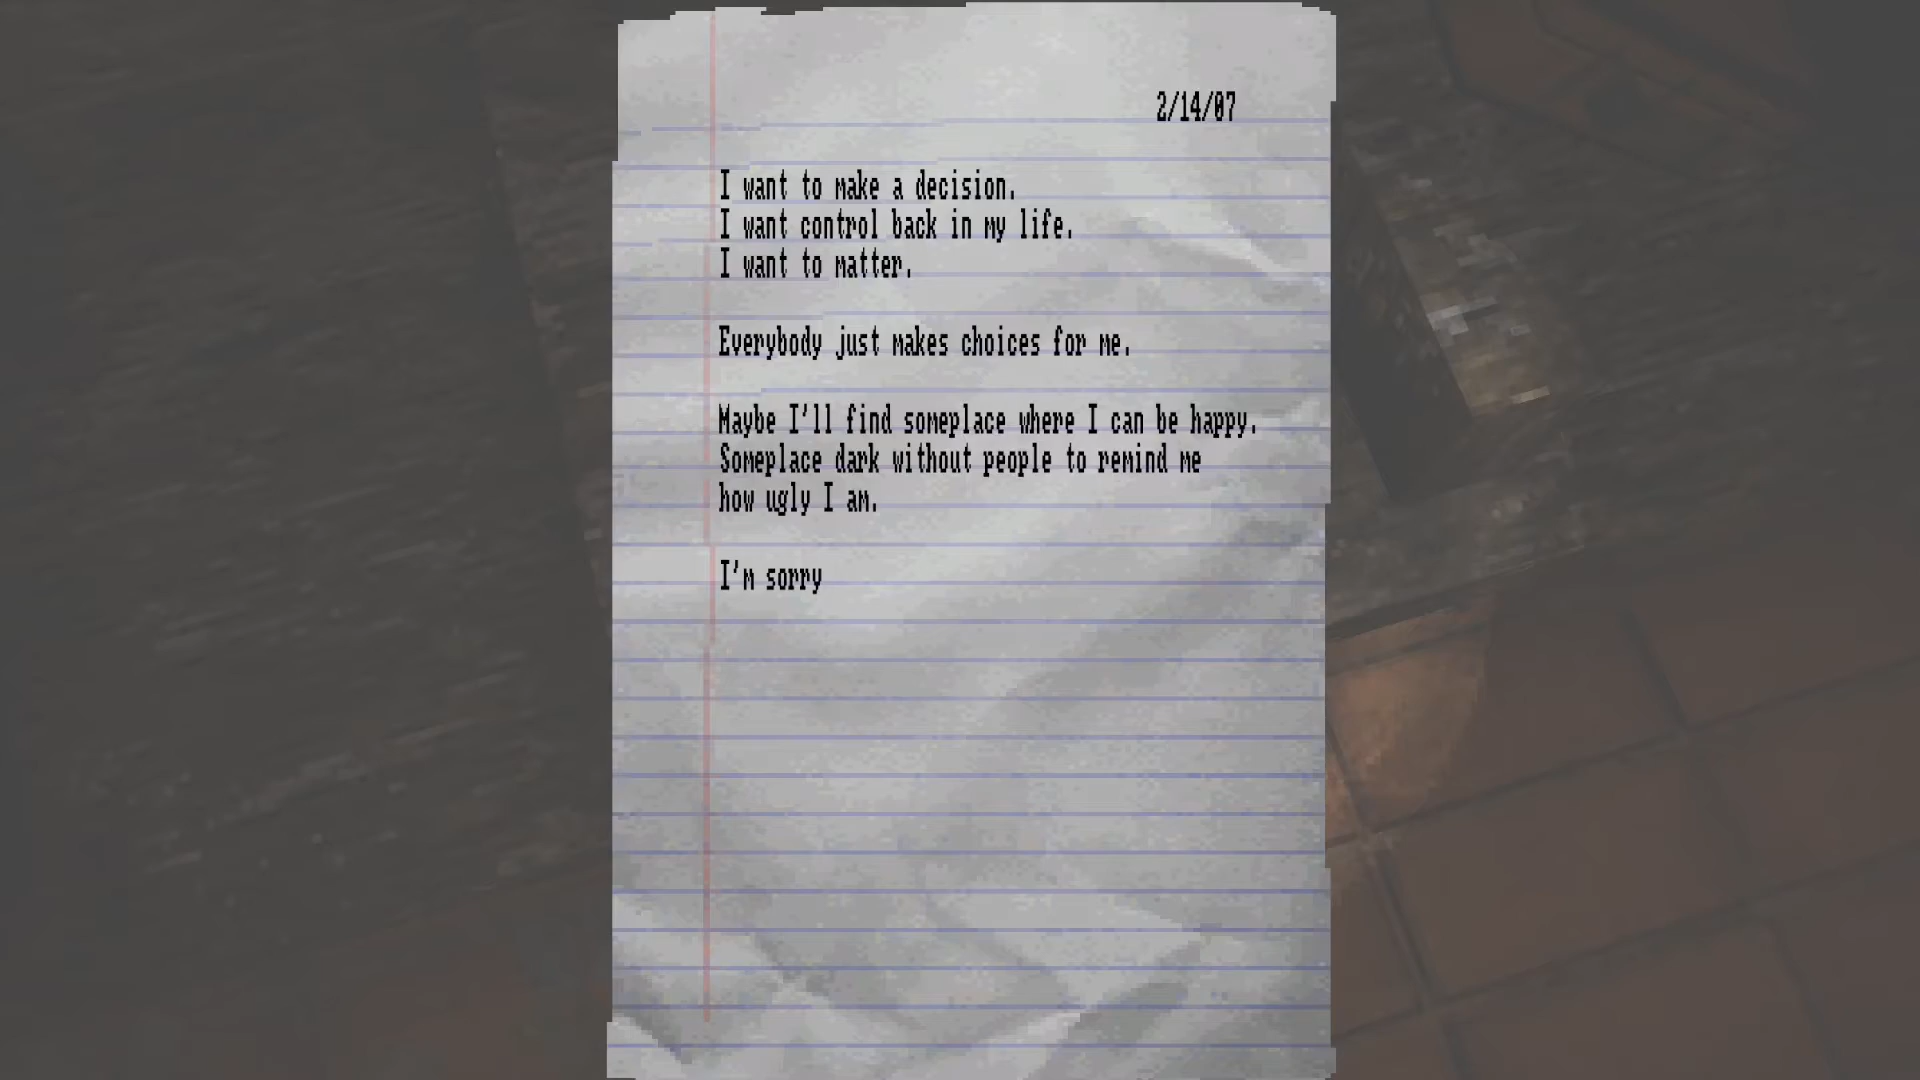 2/14/07
I want to make a decision.
I want control back in my life.
I want to matter.
Everybody just makes choices for me.
Maybe I'll find someplace where I can be happy.
Someplace dark without people to remind me
how ugly I am.
I'm sorry